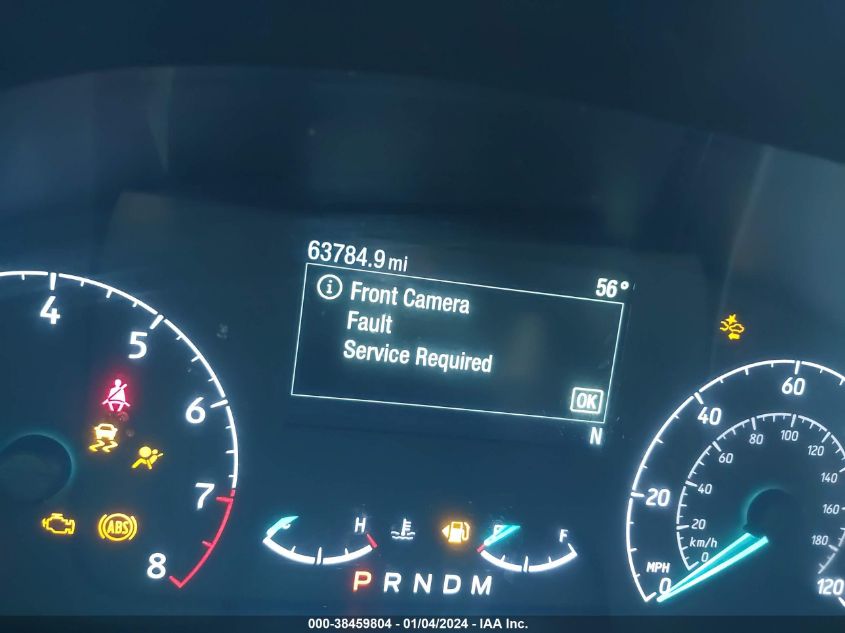 63784.9 mi
56°
i Front Camera
Fault
Service Required
OK
N
4
5
6
7
8
ABS
H
F
PRNDM
20
40
60
120
MPH
0
km/h
0
20
40
60
80
100
120
140
160
180
000-38459804 - 01/04/2024 - IAA Inc.